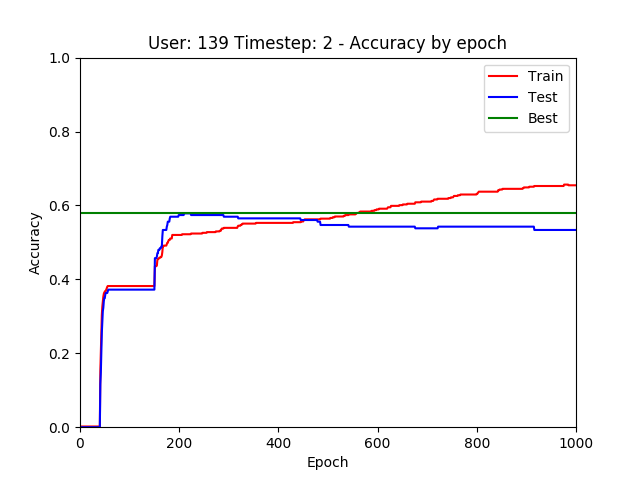 User: 139 Timestep: 2 - Accuracy by epoch
1.0
0.8
0.6
0.4
0.2
0.0
Accuracy
0 200 400 600 800 1000
Epoch
Train
Test
Best